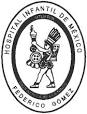 HOSPITAL INFANTIL DE MÉXICO
FEDERICO GÓMEZ